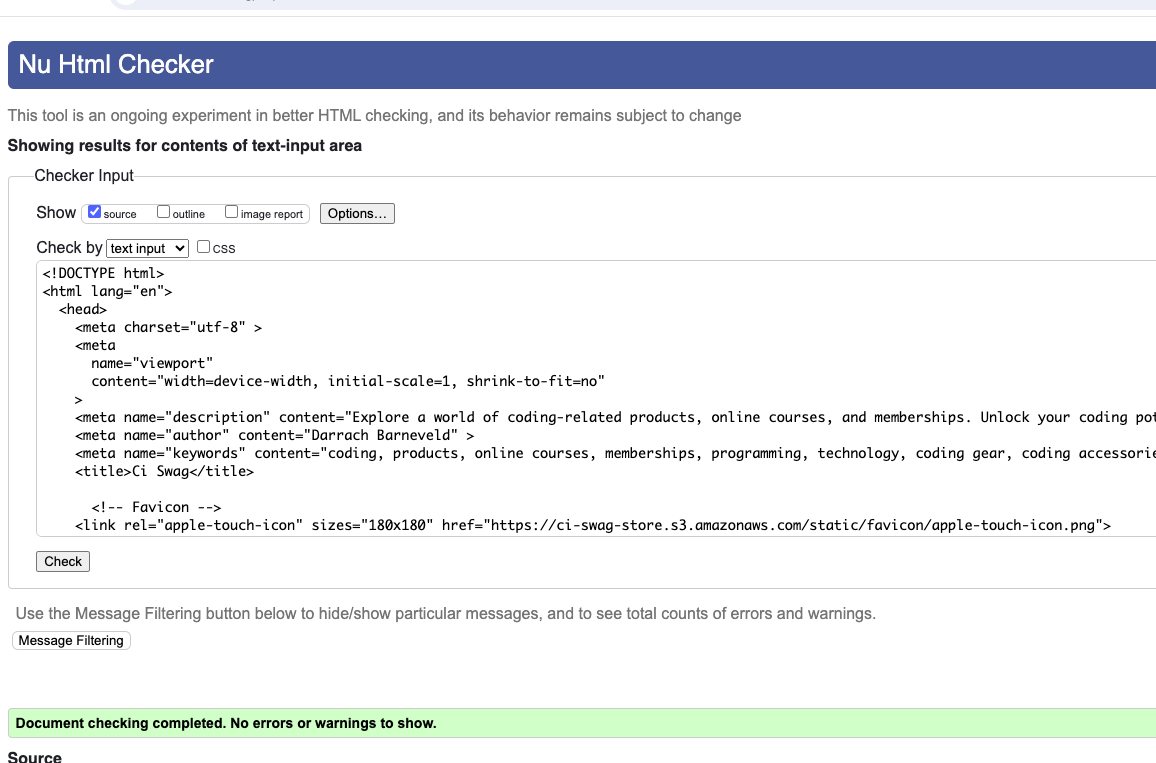 Nu Html Checker
This tool is an ongoing experiment in better HTML checking, and its behavior remains subject to change
Showing results for contents of text-input area
Checker Input
Show source outline image report Options...
Check by text input css
<!DOCTYPE html>
<html lang="en">
<head>
<meta charset="utf-8" >
<meta
name="viewport"
content="width=device-width, initial-scale=1, shrink-to-fit=no"
>
<meta name="description" content="Explore a world of coding-related products, online courses, and memberships. Unlock your coding
<meta name="author" content="Darrach Barneveld" >
<meta name="keywords" content="coding, products, online courses, memberships, programming, technology, coding gear, coding
<title>Ci Swag</title>
<!-- Favicon -->
<link rel="apple-touch-icon" sizes="180x180" href="https://ci-swag-store.s3.amazonaws.com/static/favicon/apple-touch-icon.png">
Check
Use the Message Filtering button below to hide/show particular messages, and to see total counts of errors and warnings.
Message Filtering
Document checking completed. No errors or warnings to show.
Source